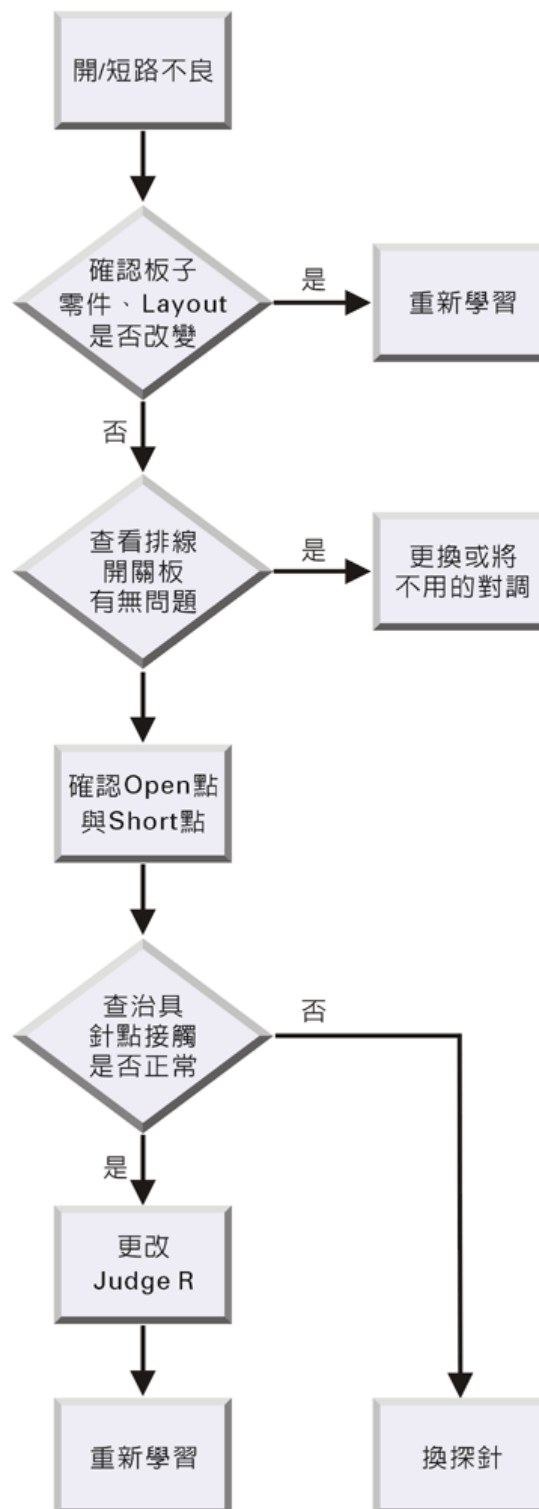 開/短路不良
確認板子
零件、Layout
是否改變
是
重新學習
否
查看排線
開關板
有無問題
是
更換或將
不用的對調
確認Open點
與Short點
查治具
針點接觸
是否正常
否
是
更改
Judge R
重新學習
換探針